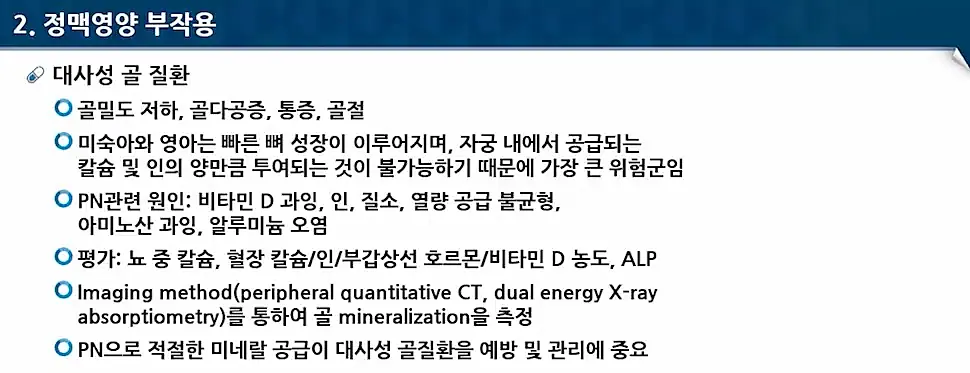 2. 정맥영양 부작용
대사성 골 질환
골밀도 저하, 골다공증, 통증, 골절
미숙아와 영아는 빠른 뼈 성장이 이루어지며, 자궁 내에서 공급되는
칼슘 및 인의 양만큼 투여되는 것이 불가능하기 때문에 가장 큰 위험군임
PN관련 원인: 비타민 D 과잉, 인, 질소, 열량 공급 불균형,
아미노산 과잉, 알루미늄 오염
평가: 뇨 중 칼슘, 혈장 칼슘/인/부갑상선 호르몬/비타민 D 농도, ALP
Imaging method(peripheral quantitative CT, dual energy X-ray
absorptiometry)를 통하여 골 mineralization을 측정
PN으로 적절한 미네랄 공급이 대사성 골질환을 예방 및 관리에 중요